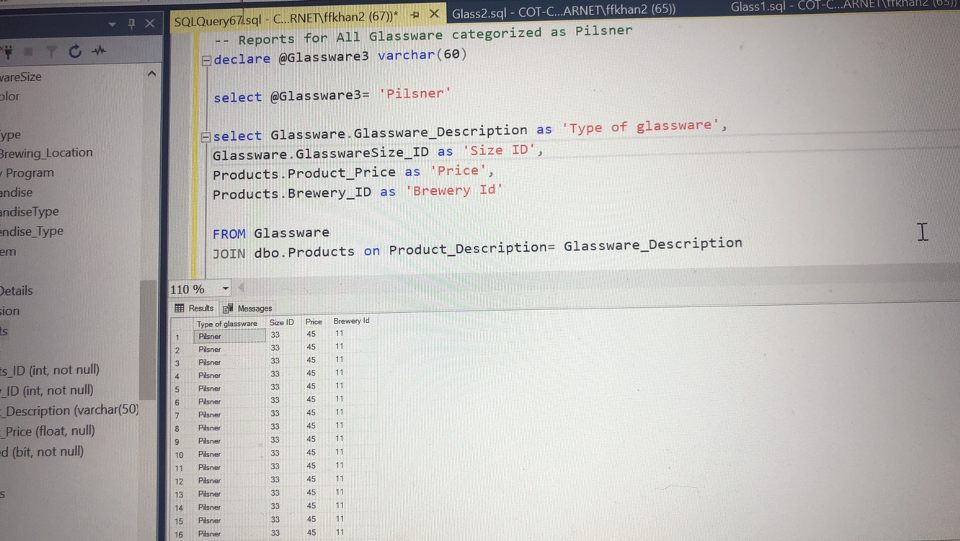 SQLQuery67.sql - C...RNET\ffkhan2 (67))*
Glass2.sql - COT-C...ARNET\ffkhan2 (65))
Glass1.sql - COT-C...ARNET\ffkhan2 (63))
-- Reports for All Glassware categorized as Pilsner
declare @Glassware3 varchar(60)
select @Glassware3= 'Pilsner'
select Glassware.Glassware_Description as 'Type of glassware',
Glassware.GlasswareSize_ID as 'Size ID',
Products.Product_Price as 'Price',
Products.Brewery_ID as 'Brewery Id'
FROM Glassware
JOIN dbo.Products on Product_Description= Glassware_Description
wareSize
olor
ype
Brewing_Location
y Program
andise
andiseType
endise_Type
em
Details
sion
ts
ts_ID (int, not null)
y_ID (int, not null)
t_Description (varchar(50)
_Price (float, null)
ed (bit, not null)
s
110 %
Results Messages
Type of glassware Size ID Price Brewery Id
1 Pilsner 33 45 11
2 Pilsner 33 45 11
3 Pilsner 33 45 11
4 Pilsner 33 45 11
5 Pilsner 33 45 11
6 Pilsner 33 45 11
7 Pilsner 33 45 11
8 Pilsner 33 45 11
9 Pilsner 33 45 11
10 Pilsner 33 45 11
11 Pilsner 33 45 11
12 Pilsner 33 45 11
13 Pilsner 33 45 11
14 Pilsner 33 45 11
15 Pilsner 33 45 11
16 Pilsner 33 45 11